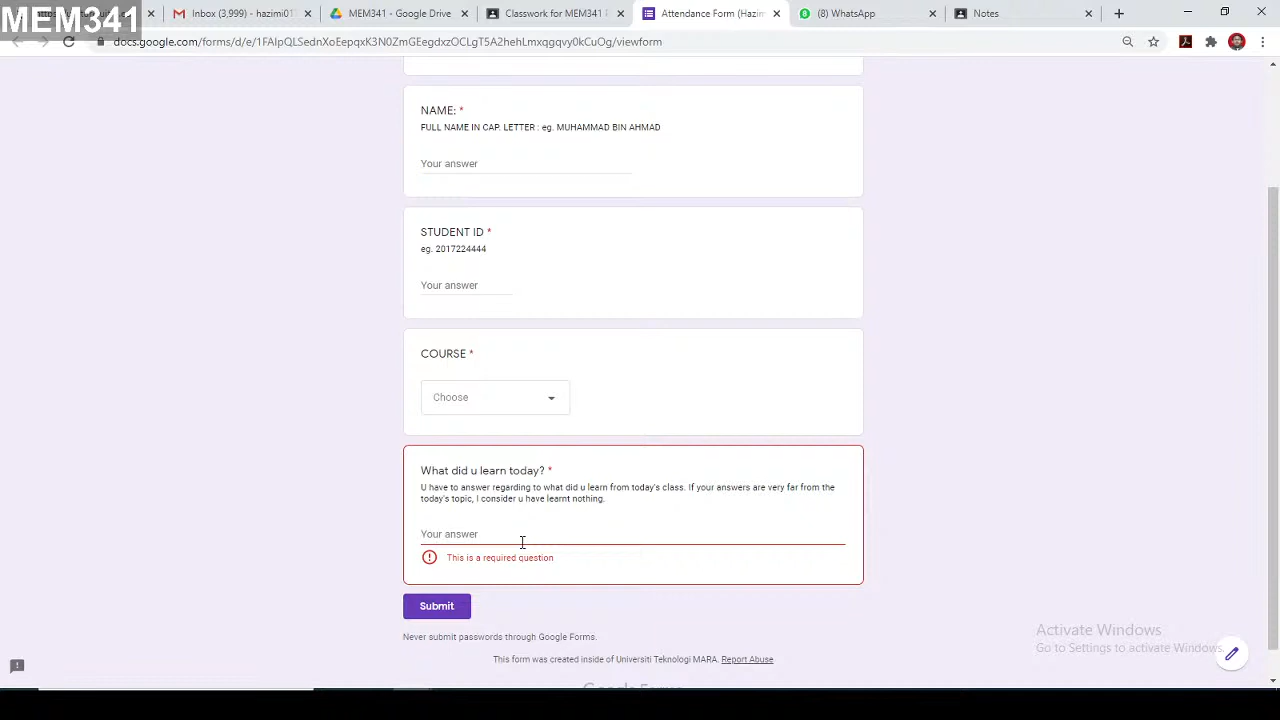 MEM341
Inbox (3,999) - hazimi01
MEM341 - Google Drive
Classwork for MEM341
Attendance Form (Hazim
(8) WhatsApp
Notes
docs.google.com/forms/d/e/1FAIpQLSednXoEepqxK3N0ZmGEegdxzQCLgT5A2hehLmqgqvy0kCuOg/viewform
NAME: *
FULL NAME IN CAP. LETTER : eg. MUHAMMAD BIN AHMAD
Your answer
STUDENT ID *
eg. 2017224444
Your answer
COURSE *
Choose
What did u learn today? *
U have to answer regarding to what did u learn from today's class. If your answers are very far from the
today's topic, I consider u have learnt nothing.
Your answer
This is a required question
Submit
Never submit passwords through Google Forms.
This form was created inside of Universiti Teknologi MARA. Report Abuse
Activate Windows
Go to Settings to activate Windows.
Google Forms